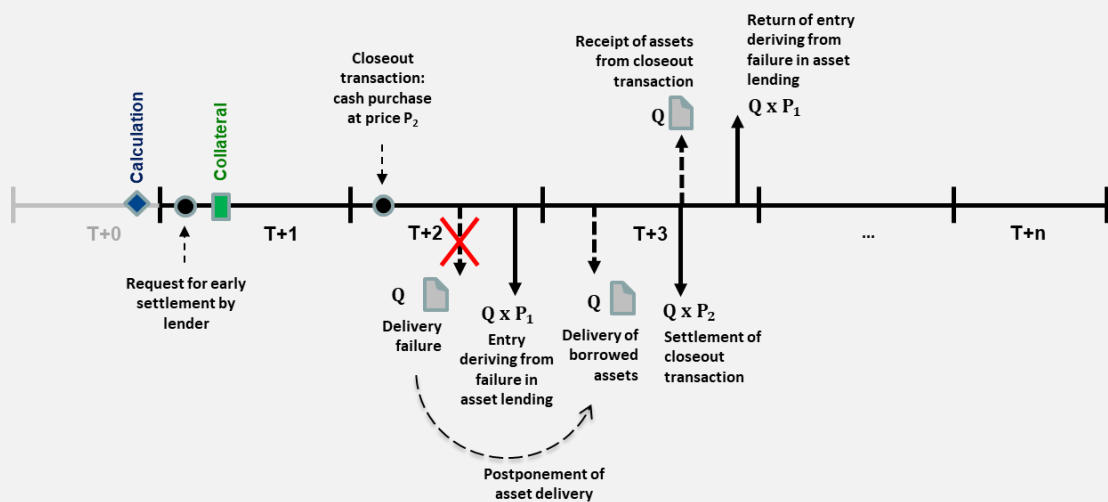 Calculation
Collateral
Closeout
transaction:
cash purchase
at price P₂
Receipt of assets
from closeout
transaction
Q
Return of entry
deriving from
failure in asset
lending
Q x P₁
T+0
T+1
T+2
T+3
...
T+n
Request for early
settlement by
lender
Q
Delivery
failure
Q x P₁
Entry
deriving from
failure in
asset lending
Q
Delivery of
borrowed
assets
Q x P₂
Settlement of
closeout
transaction
Postponement of
asset delivery